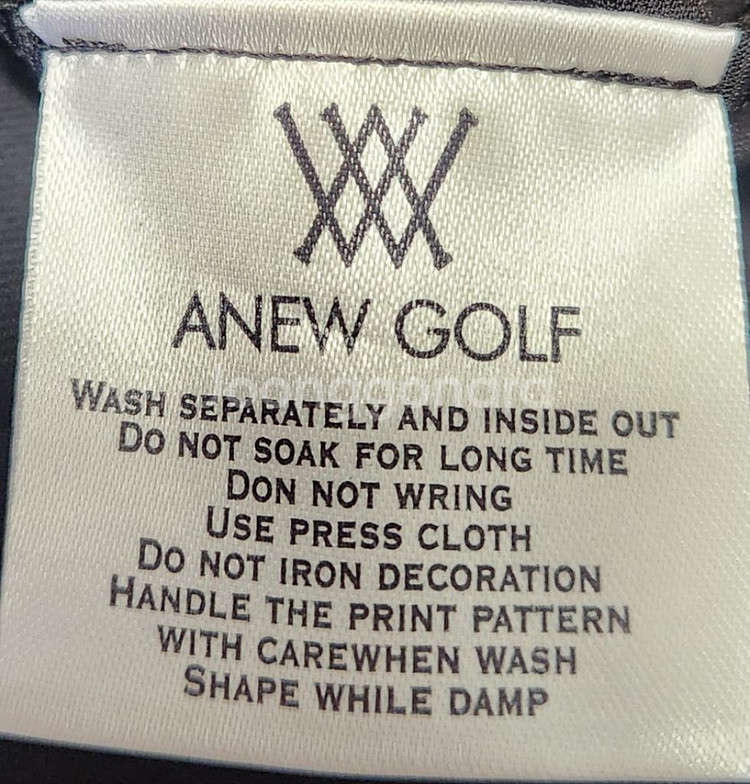 ANEW GOLF
WASH SEPARATELY AND INSIDE OUT
DO NOT SOAK FOR LONG TIME
DON NOT WRING
USE PRESS CLOTH
DO NOT IRON DECORATION
HANDLE THE PRINT PATTERN
WITH CAREWHEN WASH
SHAPE WHILE DAMP